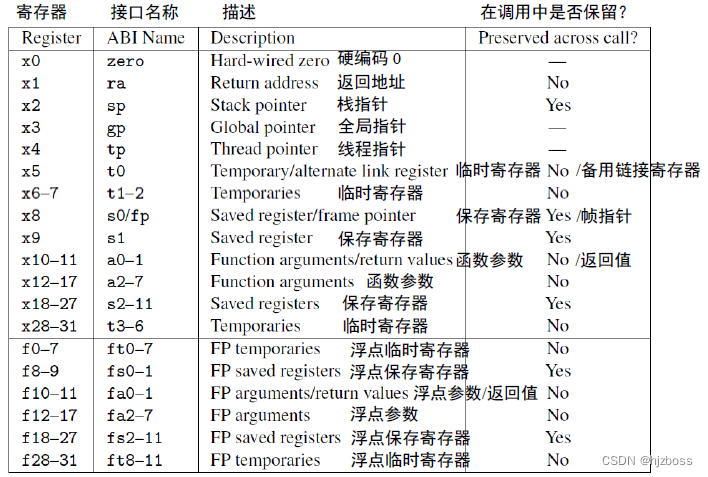 寄存器 接口名称 描述 在调用中是否保留?
Register ABI Name Description Preserved across call?
x0 zero Hard-wired zero 硬编码 0 —
x1 ra Return address 返回地址 No
x2 sp Stack pointer 栈指针 Yes
x3 gp Global pointer 全局指针 —
x4 tp Thread pointer 线程指针 —
x5 t0 Temporary/alternate link register 临时寄存器 No /备用链接寄存器
x6–7 t1–2 Temporaries 临时寄存器 No
x8 s0/fp Saved register/frame pointer 保存寄存器 Yes /帧指针
x9 s1 Saved register 保存寄存器 Yes
x10–11 a0–1 Function arguments/return values 函数参数 No /返回值
x12–17 a2–7 Function arguments 函数参数 No
x18–27 s2–11 Saved registers 保存寄存器 Yes
x28–31 t3–6 Temporaries 临时寄存器 No
f0–7 ft0–7 FP temporaries 浮点临时寄存器 No
f8–9 fs0–1 FP saved registers 浮点保存寄存器 Yes
f10–11 fa0–1 FP arguments/return values 浮点参数/返回值 No
f12–17 fa2–7 FP arguments 浮点参数 No
f18–27 fs2–11 FP saved registers 浮点保存寄存器 Yes
f28–31 ft8–11 FP temporaries 浮点临时寄存器 No
CSDN @hjzboss